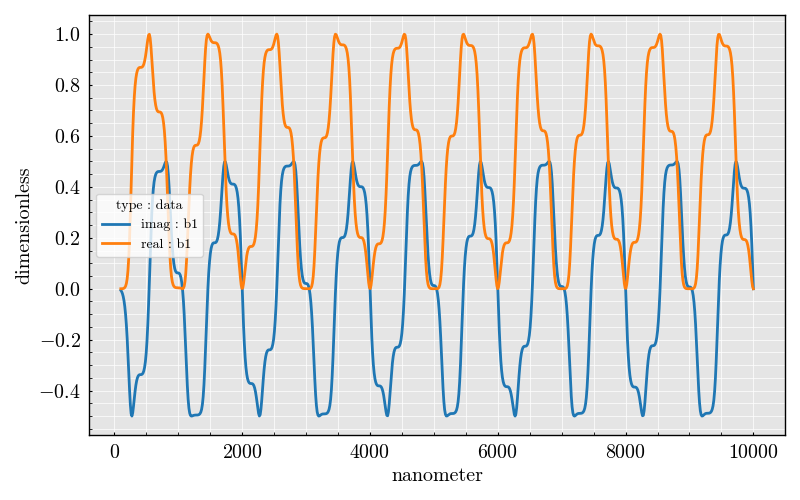 1.0
0.8
0.6
0.4
0.2
0.0
−0.2
−0.4
dimensionless
type : data
imag : b1
real : b1
0 2000 4000 6000 8000 10000
nanometer